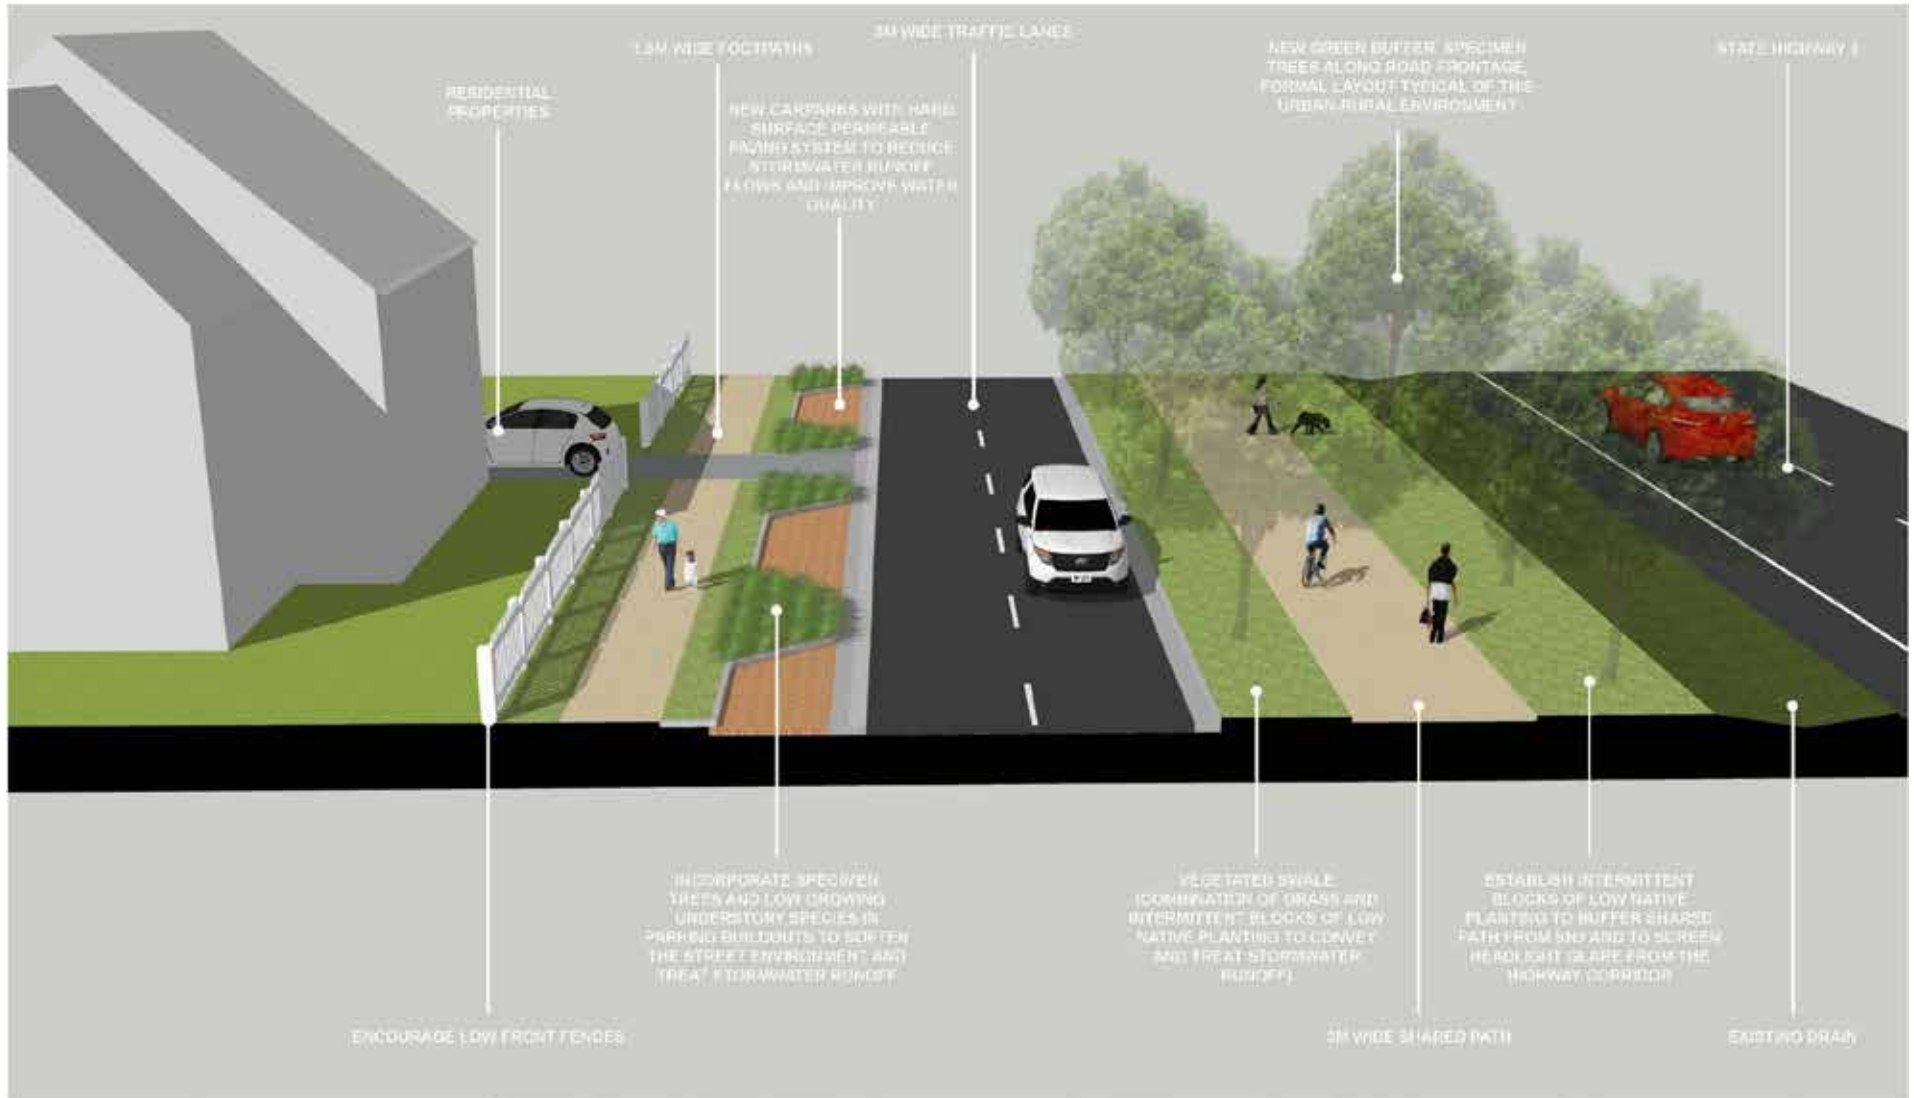 RESIDENTIAL
PROPERTIES
WIDE FOOTPATHS
NEW CARPARKS WITH HARD
SURFACE PERMEABLE
PAVING SYSTEM TO REDUCE
STORMWATER RUNOFF
FLOWS AND IMPROVE WATER
QUALITY
3M WIDE TRAFFIC LANES
NEW GREEN BUFFER. SPECIMEN
TREES ALONG ROAD FRONTAGE,
FORMAL LAYOUT TYPICAL OF THIS
URBAN-RURAL ENVIRONMENT
STATE HIGHWAY
ENCOURAGE LOW FRONT FENCES
INCORPORATE SPECIMEN
TREES AND LOW GROWING
UNDERSTORY SPECIES IN
PARKING BUILDOUTS TO SOFTEN
THE STREET ENVIRONMENT AND
TREAT STORMWATER RUNOFF
VEGETATED SWALE
(COMBINATION OF GRASS AND
INTERMITTENT BLOCKS OF LOW
NATIVE PLANTING TO CONVEY
AND TREAT STORMWATER
RUNOFF)
3M WIDE SHARED PATH
ESTABLISH INTERMITTENT
BLOCKS OF LOW NATIVE
PLANTING TO BUFFER SHARED
PATH FROM AND TO SCREEN
HEADLIGHT GLARE FROM THE
HIGHWAY CORRIDOR
EXISTING DRAIN